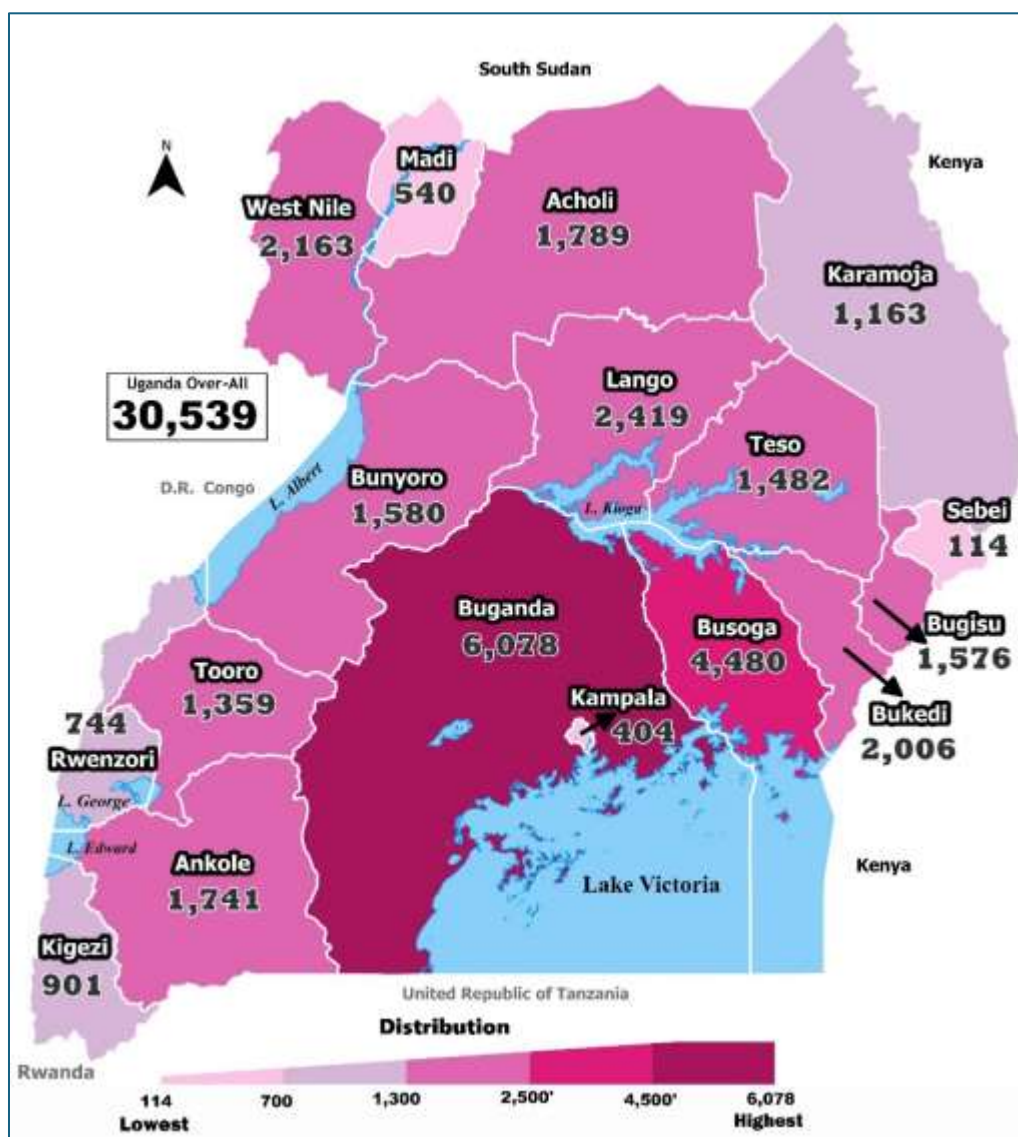 South Sudan
N
Madi
540
Kenya
West Nile
2,163
Acholi
1,789
Karamoja
1,163
Uganda Over-All
30,539
Lango
2,419
Teso
1,482
D.R. Congo
L. Albert
Bunyoro
1,580
L. Kioga
Sebei
114
Buganda
6,078
Busoga
4,480
Bugisu
1,576
Tooro
1,359
Kampala
404
Bukedi
2,006
744
Rwenzori
L. George
L. Edward
Ankole
1,741
Lake Victoria
Kenya
Kigezi
901
United Republic of Tanzania
Distribution
Rwanda
114 700 1,300 2,500' 4,500' 6,078
Lowest Highest